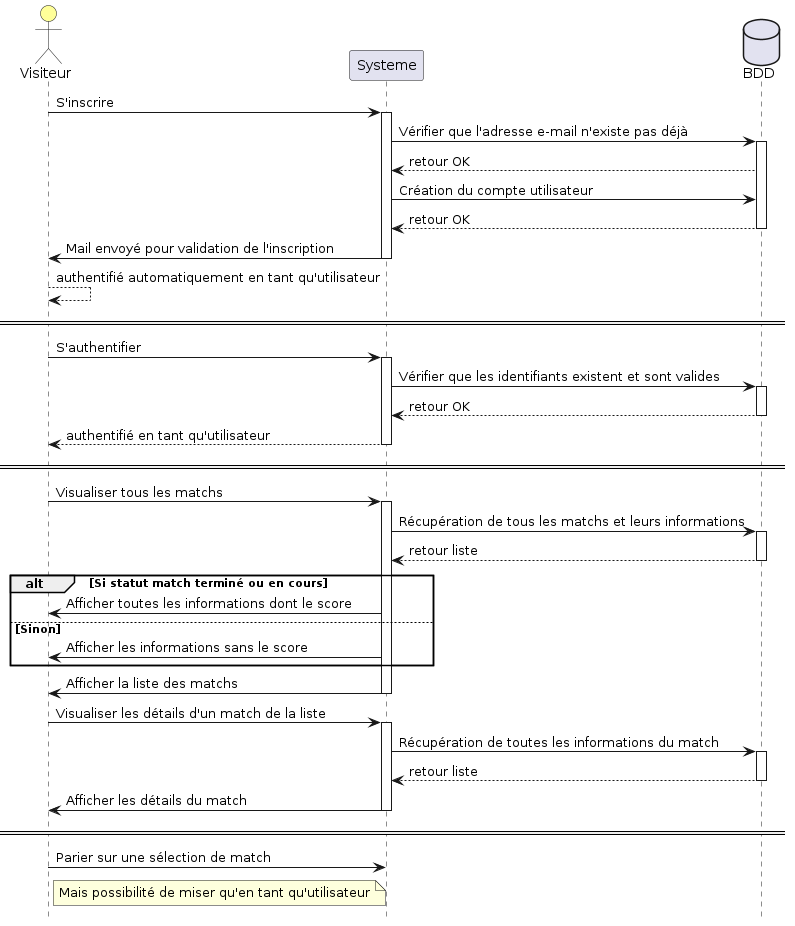 Visiteur
Systeme
BDD
S'inscrire
Vérifier que l'adresse e-mail n'existe pas déjà
retour OK
Création du compte utilisateur
retour OK
Mail envoyé pour validation de l'inscription
authentifié automatiquement en tant qu'utilisateur
S'authentifier
Vérifier que les identifiants existent et sont valides
retour OK
authentifié en tant qu'utilisateur
Visualiser tous les matchs
Récupération de tous les matchs et leurs informations
retour liste
alt [Si statut match terminé ou en cours]
Afficher toutes les informations dont le score
[Sinon]
Afficher les informations sans le score
Afficher la liste des matchs
Visualiser les détails d'un match de la liste
Récupération de toutes les informations du match
retour liste
Afficher les détails du match
Parier sur une sélection de match
Mais possibilité de miser qu'en tant qu'utilisateur